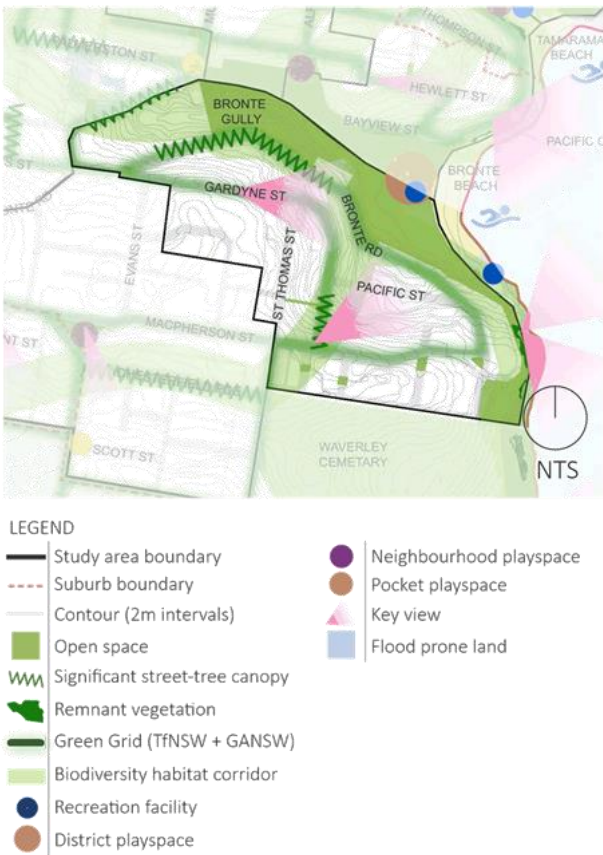 THOMPSON ST
TAMARAMA
BEACH
HEWLETT ST
BRONTE
GULLY
BAYVIEW ST
PACIFIC
BRONTE
BEACH
GARDYNE ST
BRONTE RD
EVANS ST
ST THOMAS ST
PACIFIC ST
MACPHERSON ST
SCOTT ST
WAVERLEY
CEMETARY
NTS
LEGEND
Study area boundary
Suburb boundary
Contour (2m intervals)
Open space
Significant street-tree canopy
Remnant vegetation
Green Grid (TfNSW + GANSW)
Biodiversity habitat corridor
Recreation facility
District playspace
Neighbourhood playspace
Pocket playspace
Key view
Flood prone land